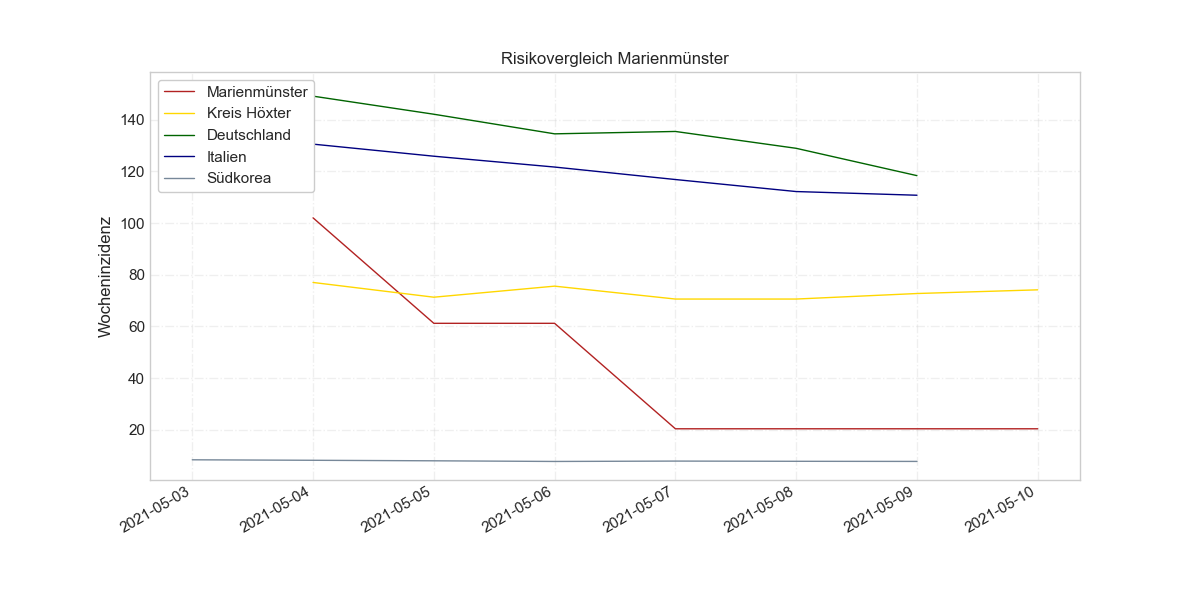 Risikovergleich Marienmünster
Marienmünster
Kreis Höxter
Deutschland
Italien
Südkorea
Wocheninzidenz
140
120
100
80
60
40
20
2021-05-03
2021-05-04
2021-05-05
2021-05-06
2021-05-07
2021-05-08
2021-05-09
2021-05-10